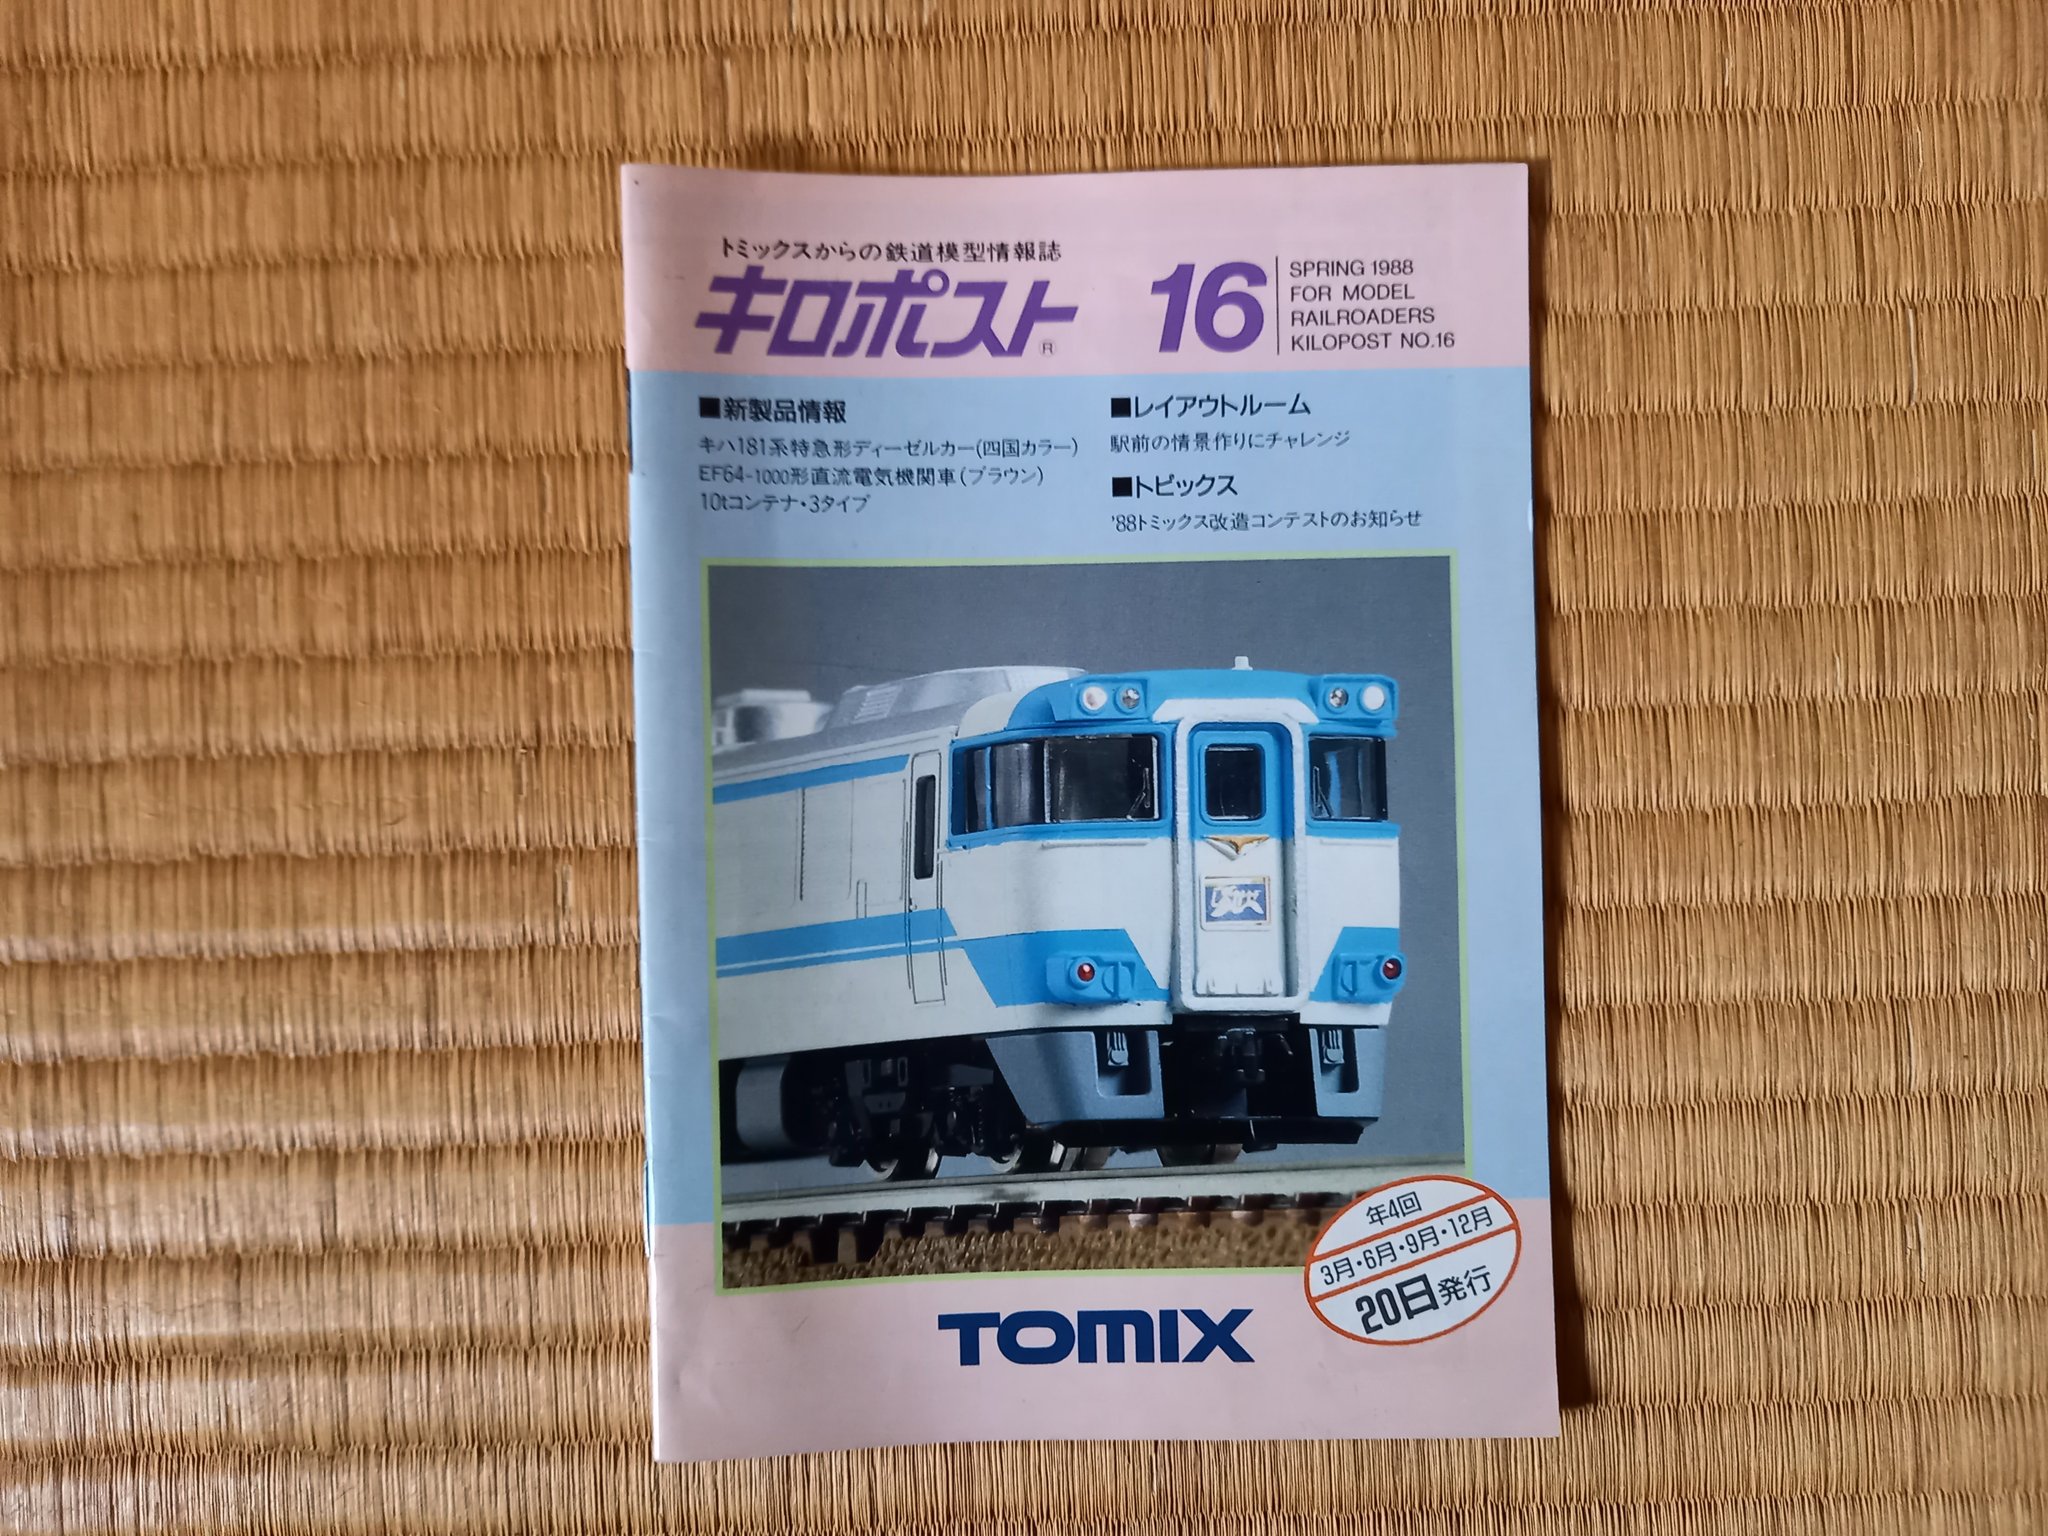 トミックスからの鉄道模型情報誌
キロポスト®
16
SPRING 1988
FOR MODEL
RAILROADERS
KILOPOST NO.16
■新製品情報
キハ181系特急形ディーゼルカー(四国カラー)
EF64-1000形直流電気機関車(ブラウン)
10tコンテナ・3タイプ
■レイアウトルーム
駅前の情景作りにチャレンジ
■トピックス
'88トミックス改造コンテストのお知らせ
年4回
3月・6月・9月・12月
20日発行
TOMIX